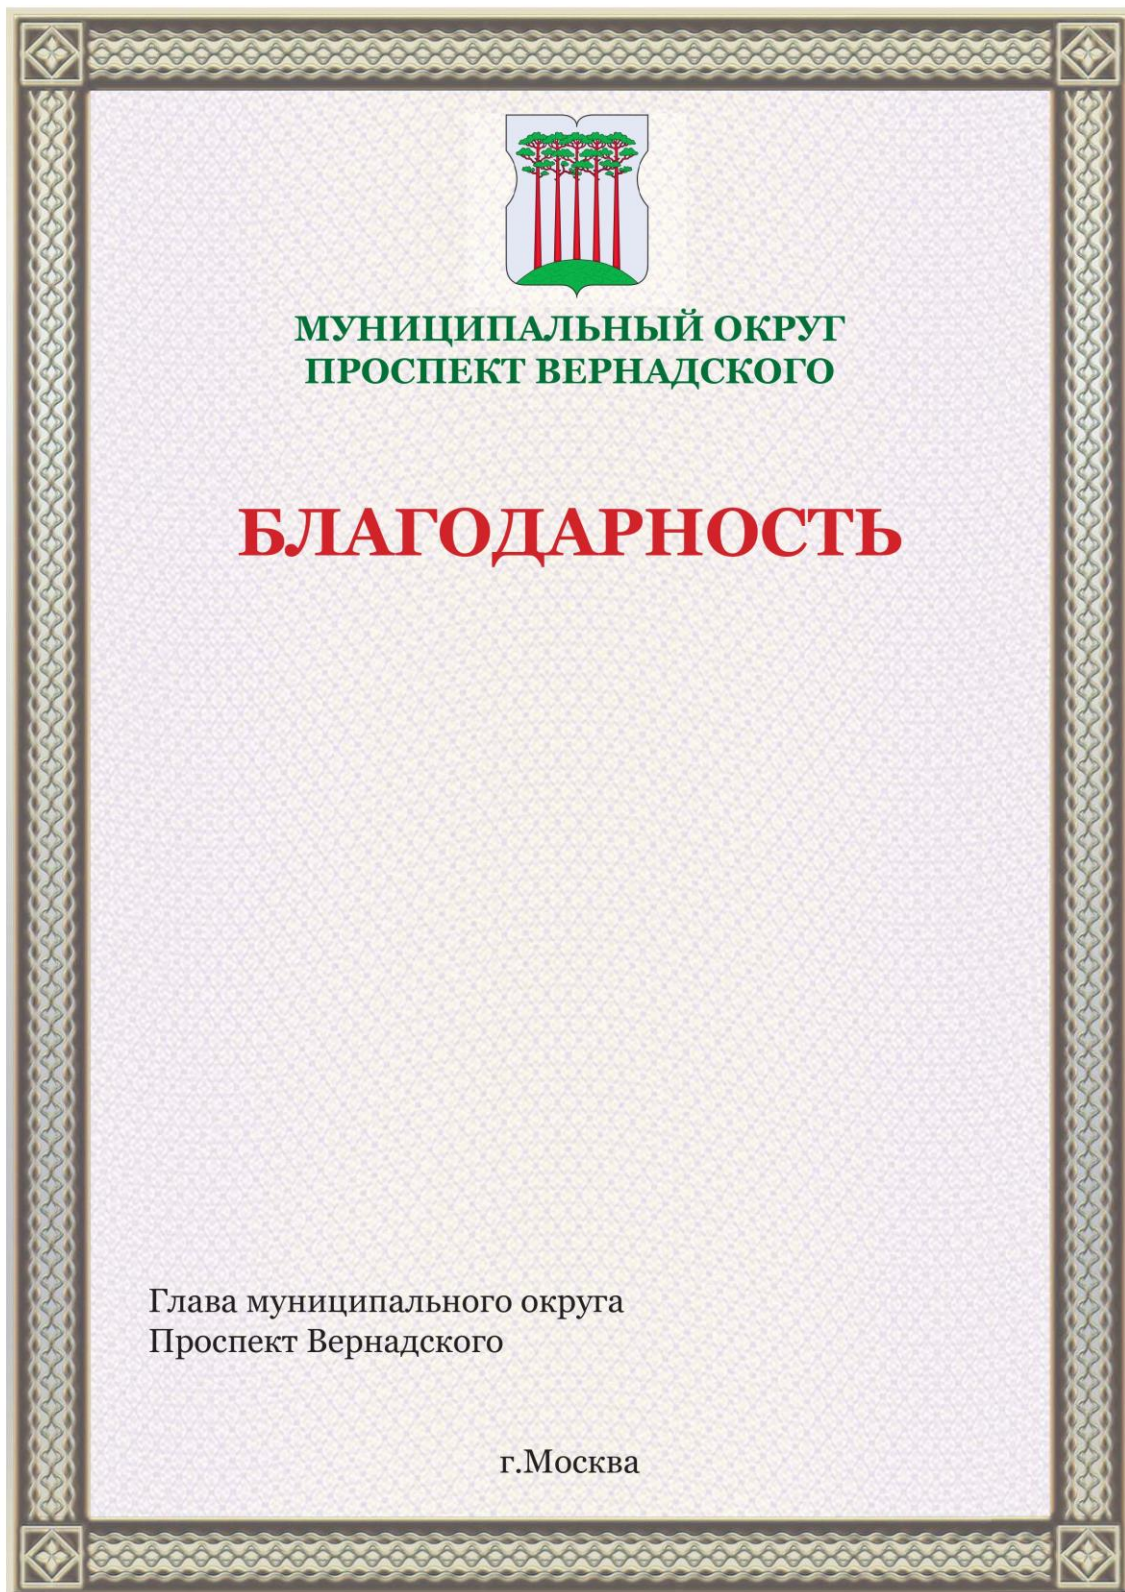 МУНИЦИПАЛЬНЫЙ ОКРУГ
ПРОСПЕКТ ВЕРНАДСКОГО
БЛАГОДАРНОСТЬ
Глава муниципального округа
Проспект Вернадского
г.Москва